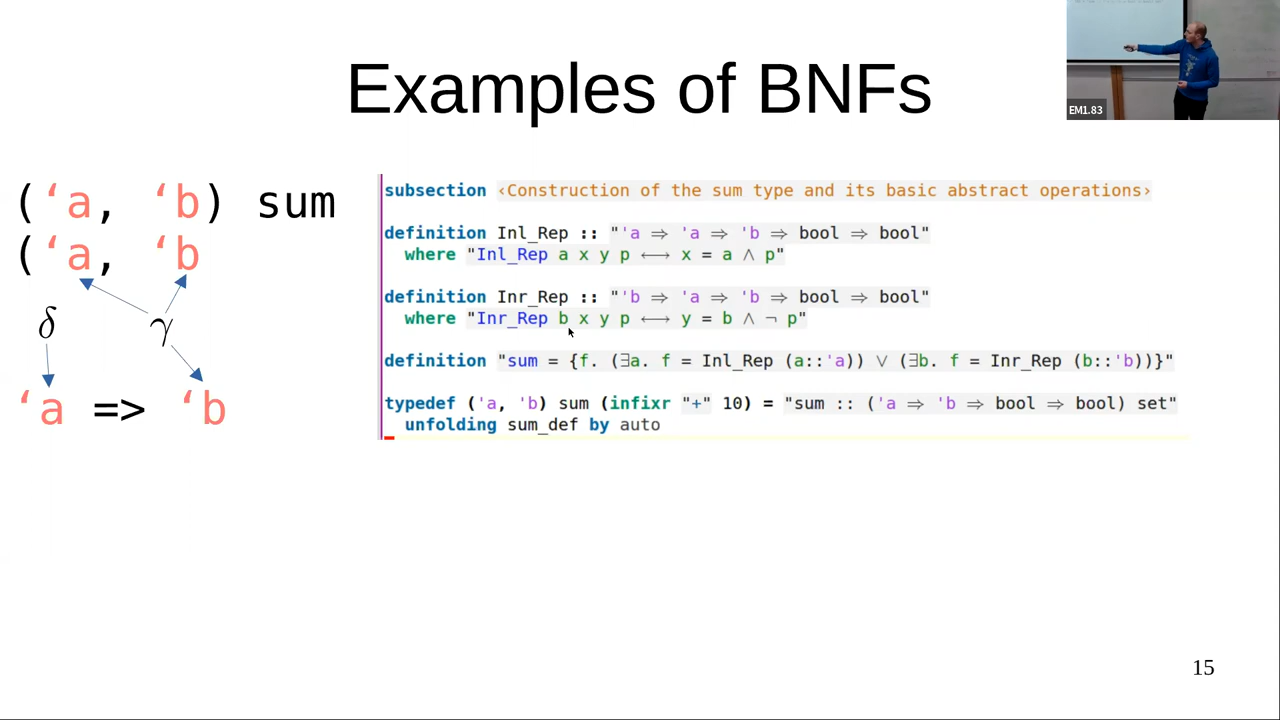 Examples of BNFs
EM1.83
(‘a, ‘b) sum
(‘a, ‘b
δ γ
‘a => ‘b
subsection ‹Construction of the sum type and its basic abstract operations›
definition Inl_Rep :: "'a ⇒ 'a ⇒ 'b ⇒ bool ⇒ bool"
where "Inl_Rep a x y p ⟷ x = a ∧ p"
definition Inr_Rep :: "'b ⇒ 'a ⇒ 'b ⇒ bool ⇒ bool"
where "Inr_Rep b x y p ⟷ y = b ∧ ¬ p"
definition "sum = {f. (∃a. f = Inl_Rep (a::'a)) ∨ (∃b. f = Inr_Rep (b::'b))}"
typedef ('a, 'b) sum (infixr "+" 10) = "sum :: ('a ⇒ 'b ⇒ bool ⇒ bool) set"
unfolding sum_def by auto
15